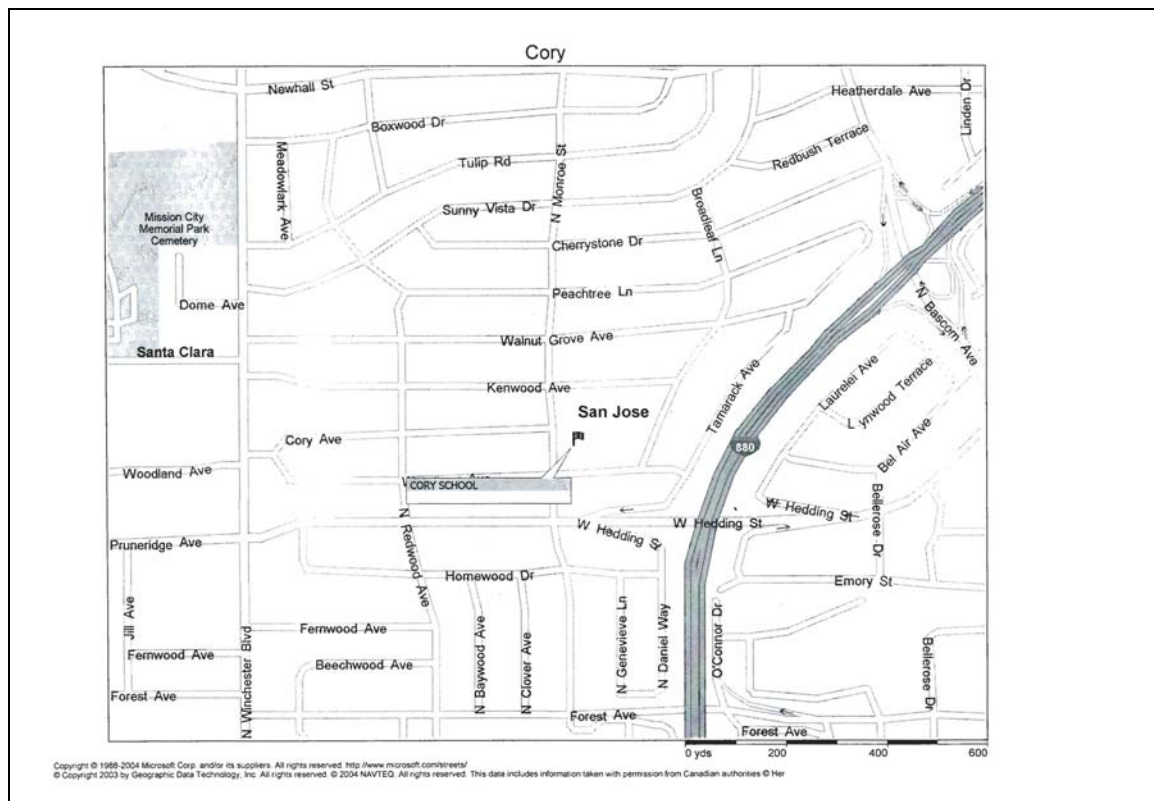 Cory
Newhall St
Heatherdale Ave
Linden Dr
Boxwood Dr
Redbush Terrace
Tulip Rd
Meadowlark Ave
N Monroe St
Broadleaf Ln
Sunny Vista Dr
Mission City
Memorial Park
Cemetery
Cherrystone Dr
Dome Ave
Peachtree Ln
N Bascom Ave
Walnut Grove Ave
Santa Clara
Kenwood Ave
Tamarack Ave
Laurelei Ave
Lynwood Terrace
San Jose
Cory Ave
880
Bel Air Ave
Woodland Ave
CORY SCHOOL
Bellerose Dr
W Hedding St
W Hedding St
W Hedding St
N Redwood Ave
Pruneridge Ave
Homewood Dr
Emory St
Jill Ave
N Winchester Blvd
Fernwood Ave
N Baywood Ave
N Clover Ave
N Genevieve Ln
N Daniel Way
O'Connor Dr
Bellerose Dr
Fernwood Ave
Beechwood Ave
Forest Ave
Forest Ave
Forest Ave
0 yds 200 400 600
Copyright © 1988-2004 Microsoft Corp. and/or its suppliers. All rights reserved. http://www.microsoft.com/streets/
© Copyright 2003 by Geographic Data Technology, Inc. All rights reserved. © 2004 NAVTEQ. All rights reserved. This data includes information taken with permission from Canadian authorities © Her